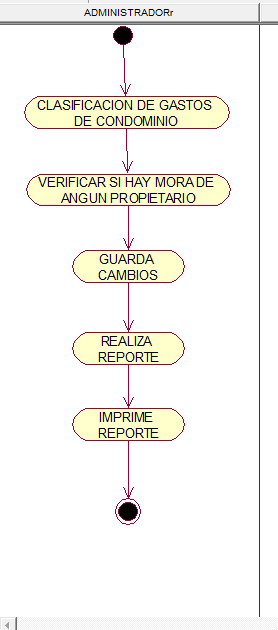 ADMINISTRADORr
CLASIFICACION DE GASTOS
DE CONDOMINIO
VERIFICAR SI HAY MORA DE
ANGUN PROPIETARIO
GUARDA
CAMBIOS
REALIZA
REPORTE
IMPRIME
REPORTE